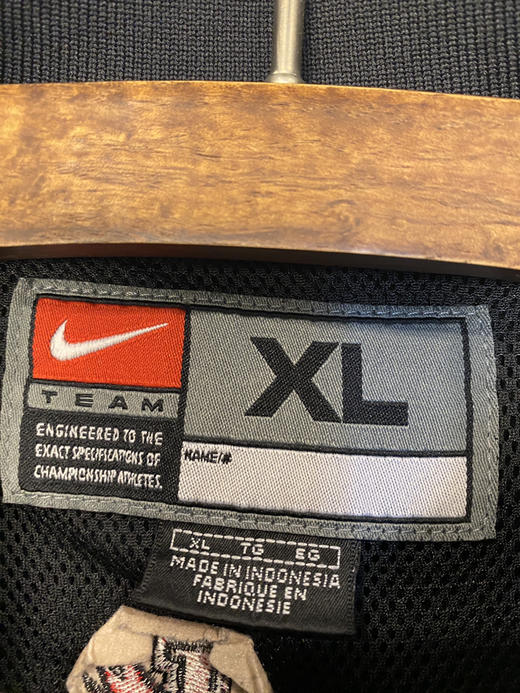 TEAM
ENGINEERED TO THE
EXACT SPECIFICATIONS OF
CHAMPIONSHIP ATHLETES.
XL
NAME/#
XL TG EG
MADE IN INDONESIA
FABRIQUE EN
INDONESIE